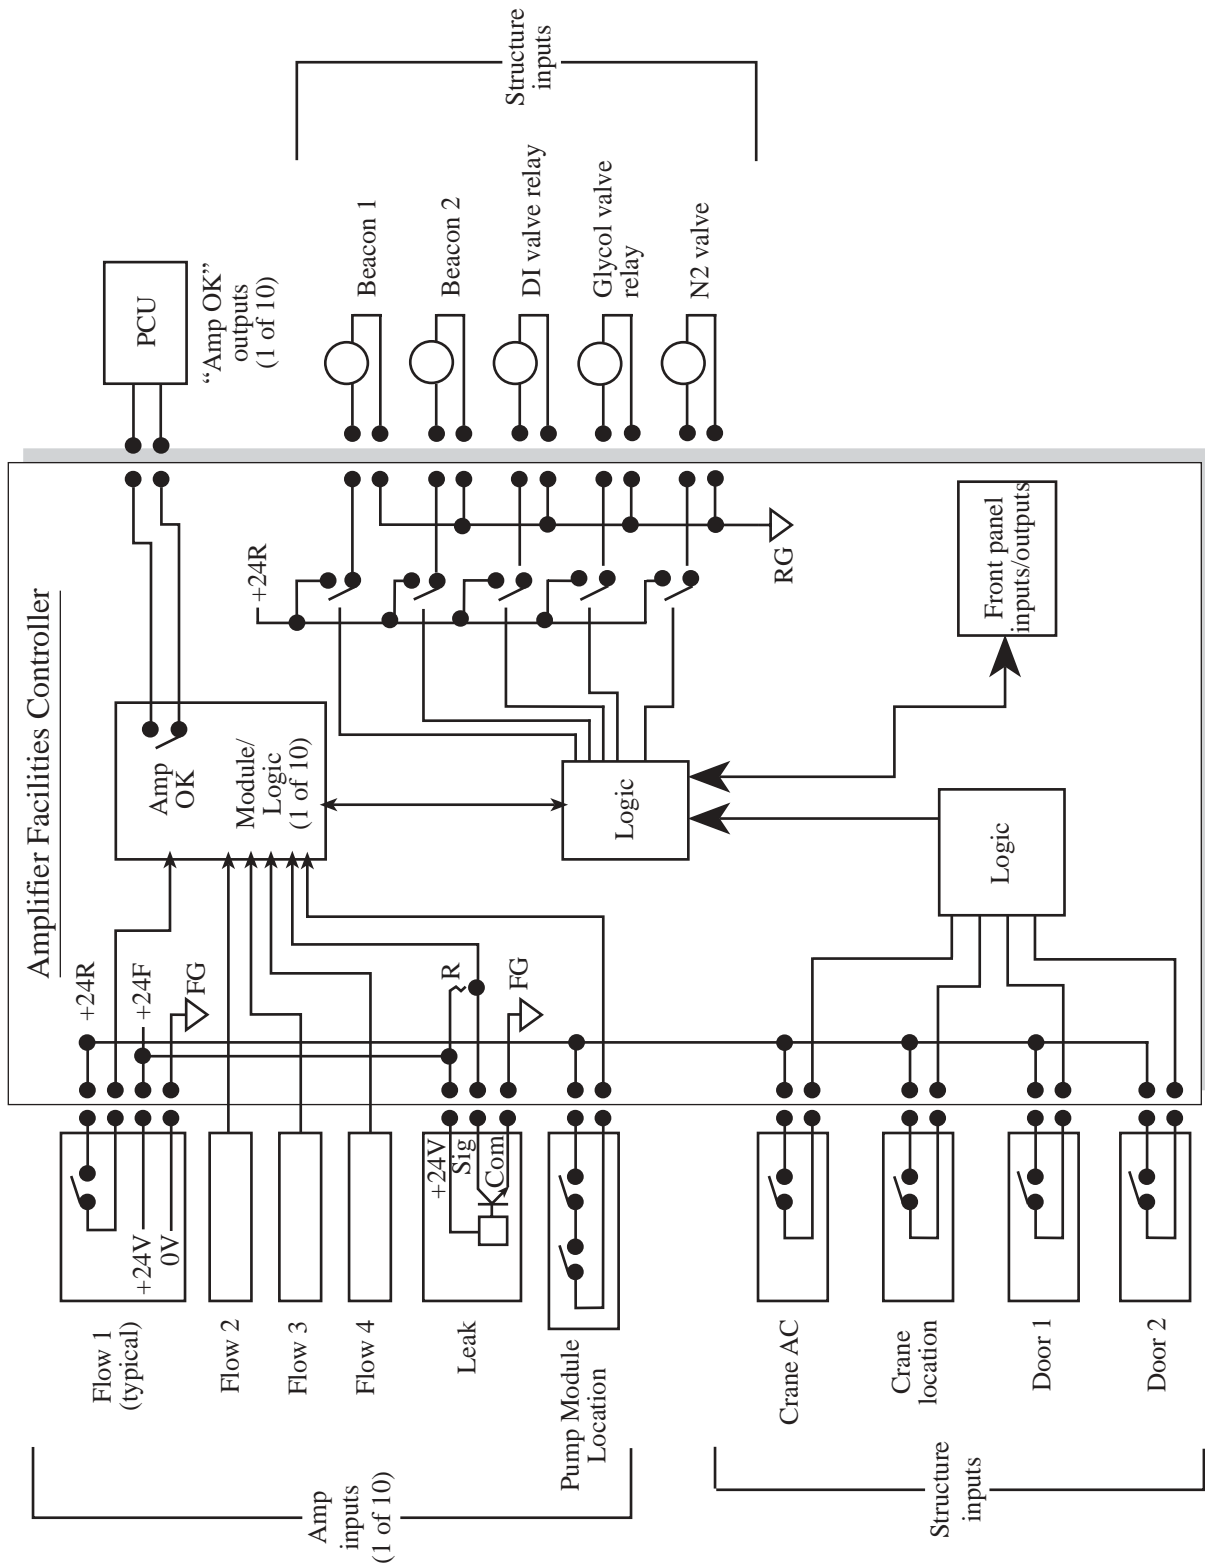 Amplifier Facilities Controller
Amp
inputs
(1 of 10)
Flow 1
(typical)
Flow 2
Flow 3
Flow 4
Leak
Pump Module
Location
+24V
0V
+24V
Sig
Com
+24R
+24F
FG
R
FG
Amp
OK
Module/
Logic
(1 of 10)
PCU
“Amp OK”
outputs
(1 of 10)
+24R
RG
Beacon 1
Beacon 2
DI valve relay
Glycol valve
relay
N2 valve
Structure
inputs
Logic
Logic
Front panel
inputs/outputs
Crane AC
Crane
location
Door 1
Door 2
Structure
inputs